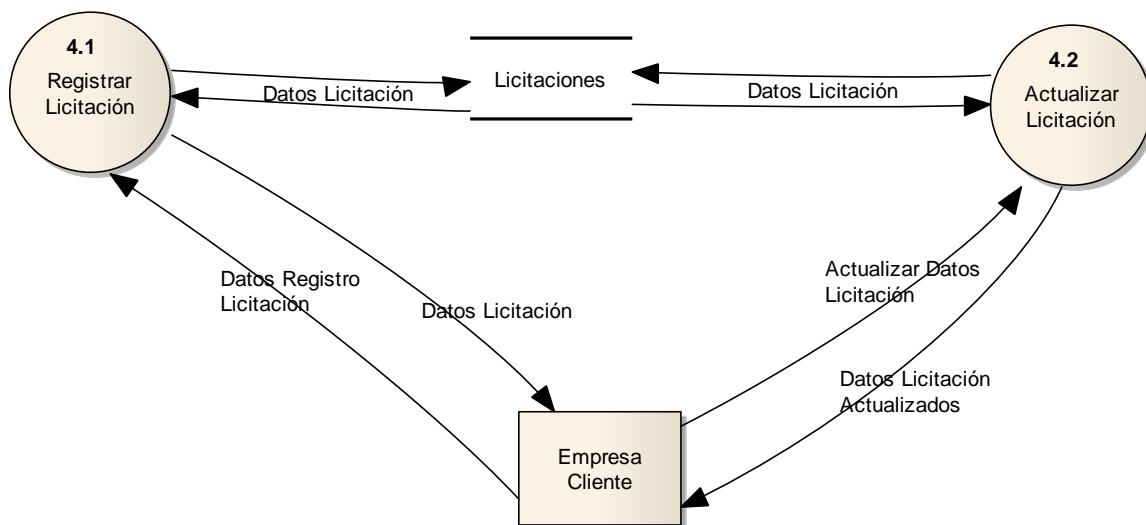 4.1
Registrar
Licitación
Datos Licitación
Licitaciones
Datos Licitación
4.2
Actualizar
Licitación
Datos Registro
Licitación
Datos Licitación
Actualizar Datos
Licitación
Datos Licitación
Actualizados
Empresa
Cliente